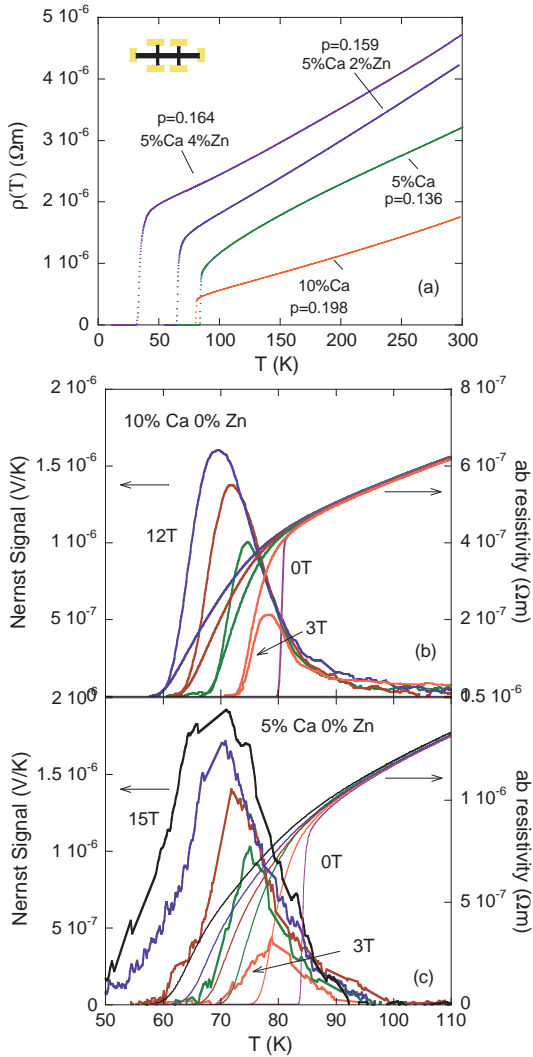 5 10⁻⁶
4 10⁻⁶
3 10⁻⁶
2 10⁻⁶
1 10⁻⁶
0
ρ(T) (Ωm)
p=0.159
5%Ca 2%Zn
p=0.164
5%Ca 4%Zn
5%Ca
p=0.136
10%Ca
p=0.198
(a)
0 50 100 150 200 250 300
T (K)
2 10⁻⁶
1.5 10⁻⁶
1 10⁻⁶
5 10⁻⁷
0
Nernst Signal (V/K)
10% Ca 0% Zn
12T
0T
3T
(b)
8 10⁻⁷
6 10⁻⁷
4 10⁻⁷
2 10⁻⁷
ab resistivity (Ωm)
2 10⁻⁶
1.5 10⁻⁶
1 10⁻⁶
5 10⁻⁷
0
Nernst Signal (V/K)
5% Ca 0% Zn
15T
0T
3T
(c)
1.5 10⁻⁶
1 10⁻⁶
5 10⁻⁷
0
ab resistivity (Ωm)
50 60 70 80 90 100 110
T (K)